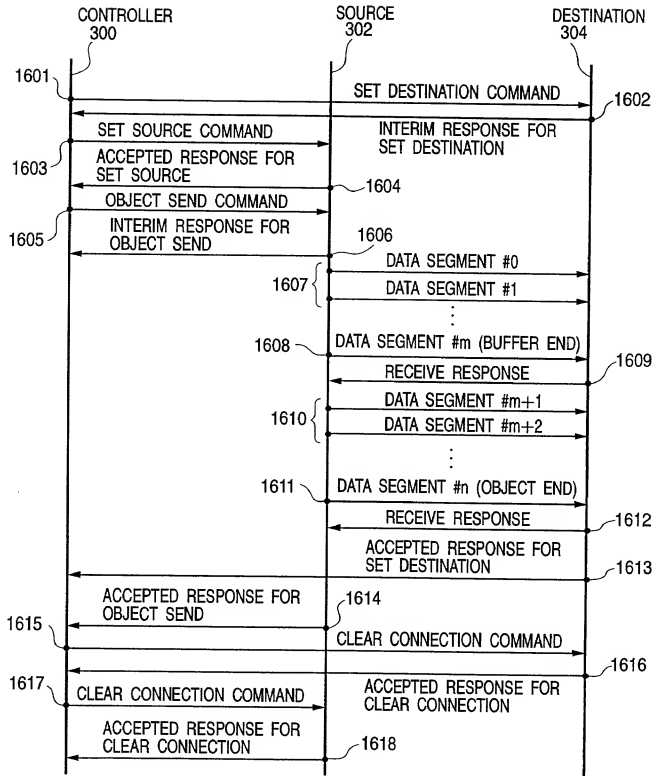 CONTROLLER
300
SOURCE
302
DESTINATION
304
1601
SET DESTINATION COMMAND
1602
INTERIM RESPONSE FOR
SET DESTINATION
1603
SET SOURCE COMMAND
ACCEPTED RESPONSE FOR
SET SOURCE
1604
1605
OBJECT SEND COMMAND
INTERIM RESPONSE FOR
OBJECT SEND
1606
1607
DATA SEGMENT #0
DATA SEGMENT #1
1608
DATA SEGMENT #m (BUFFER END)
RECEIVE RESPONSE
1609
1610
DATA SEGMENT #m+1
DATA SEGMENT #m+2
1611
DATA SEGMENT #n (OBJECT END)
RECEIVE RESPONSE
1612
ACCEPTED RESPONSE FOR
SET DESTINATION
1613
ACCEPTED RESPONSE FOR
OBJECT SEND
1614
1615
CLEAR CONNECTION COMMAND
1616
ACCEPTED RESPONSE FOR
CLEAR CONNECTION
1617
CLEAR CONNECTION COMMAND
ACCEPTED RESPONSE FOR
CLEAR CONNECTION
1618